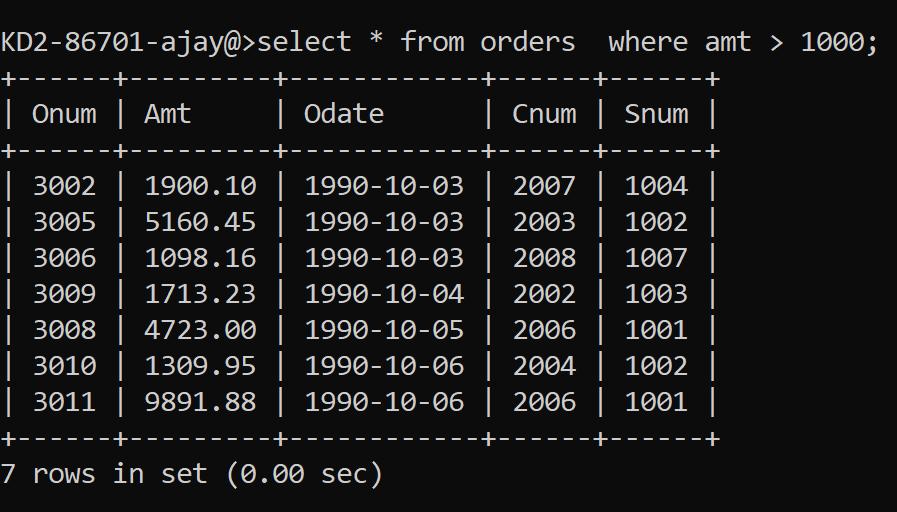 KD2-86701-ajay@>select * from orders  where amt > 1000;
+------+---------+------------+------+------+
| Onum | Amt     | Odate      | Cnum | Snum |
+------+---------+------------+------+------+
| 3002 | 1900.10 | 1990-10-03 | 2007 | 1004 |
| 3005 | 5160.45 | 1990-10-03 | 2003 | 1002 |
| 3006 | 1098.16 | 1990-10-03 | 2008 | 1007 |
| 3009 | 1713.23 | 1990-10-04 | 2002 | 1003 |
| 3008 | 4723.00 | 1990-10-05 | 2006 | 1001 |
| 3010 | 1309.95 | 1990-10-06 | 2004 | 1002 |
| 3011 | 9891.88 | 1990-10-06 | 2006 | 1001 |
+------+---------+------------+------+------+
7 rows in set (0.00 sec)